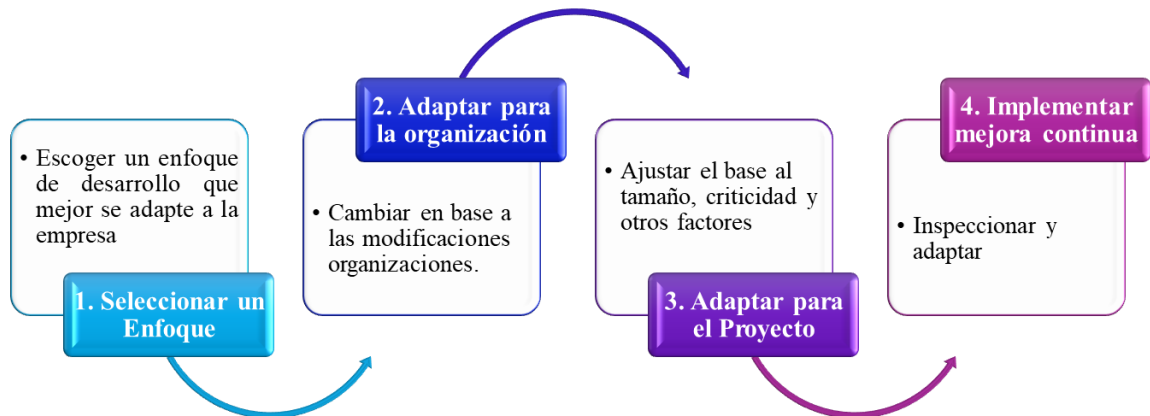 • Escoger un enfoque
de desarrollo que
mejor se adapte a la
empresa
1. Seleccionar un
Enfoque
2. Adaptar para
la organización
• Cambiar en base a
las modificaciones
organizaciones.
• Ajustar el base al
tamaño, criticidad y
otros factores
3. Adaptar para
el Proyecto
4. Implementar
mejora continua
• Inspeccionar y
adaptar